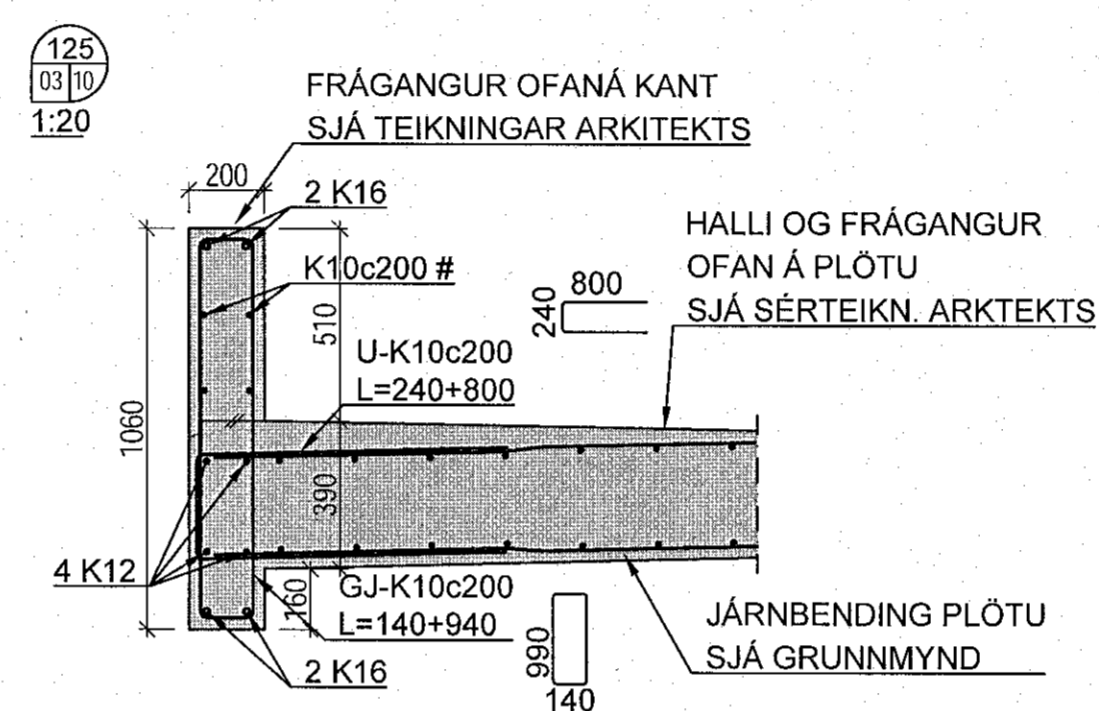 125
03 10
1:20
FRÁGANGUR OFANÁ KANT
SJÁ TEIKNINGAR ARKITEKTS
200
2 K16
K10c200 #
HALLI OG FRÁGANGUR
OFAN Á PLÖTU
SJÁ SÉRTEIKN. ARKTEKTS
800
240
510
U-K10c200
L=240+800
1060
390
4 K12
160
GJ-K10c200
L=140+940
2 K16
990
140
JÁRNBENDING PLÖTU
SJÁ GRUNNMYND